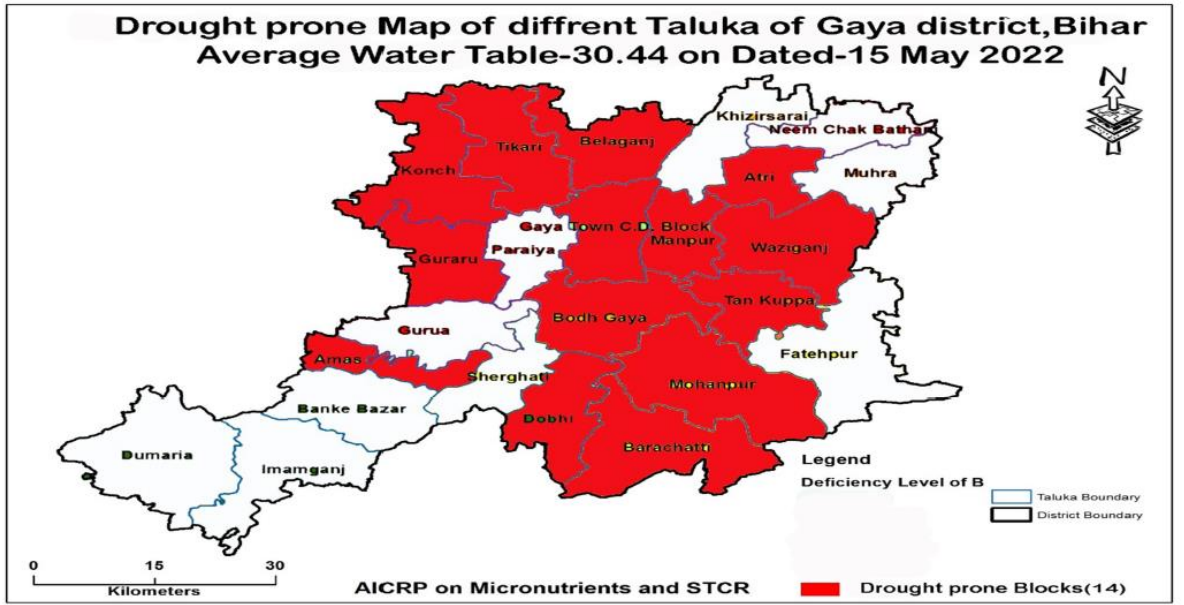 Drought prone Map of diffrent Taluka of Gaya district,Bihar
Average Water Table-30.44 on Dated-15 May 2022
N
Khizirsarai
Neem Chak Bathani
Belaganj
Tikari
Konch
Atri
Muhra
Gaya Town C.D. Block
Manpur
Paraiya
Waziganj
Guraru
Tan Kuppa
Bodh Gaya
Gurua
Fatehpur
Amas
Sherghati
Mohanpur
Banke Bazar
Dobhi
Barachatti
Dumaria
Imamganj
Legend
Deficiency Level of B
Taluka Boundary
District Boundary
0 15 30
Kilometers
AICRP on Micronutrients and STCR
Drought prone Blocks(14)